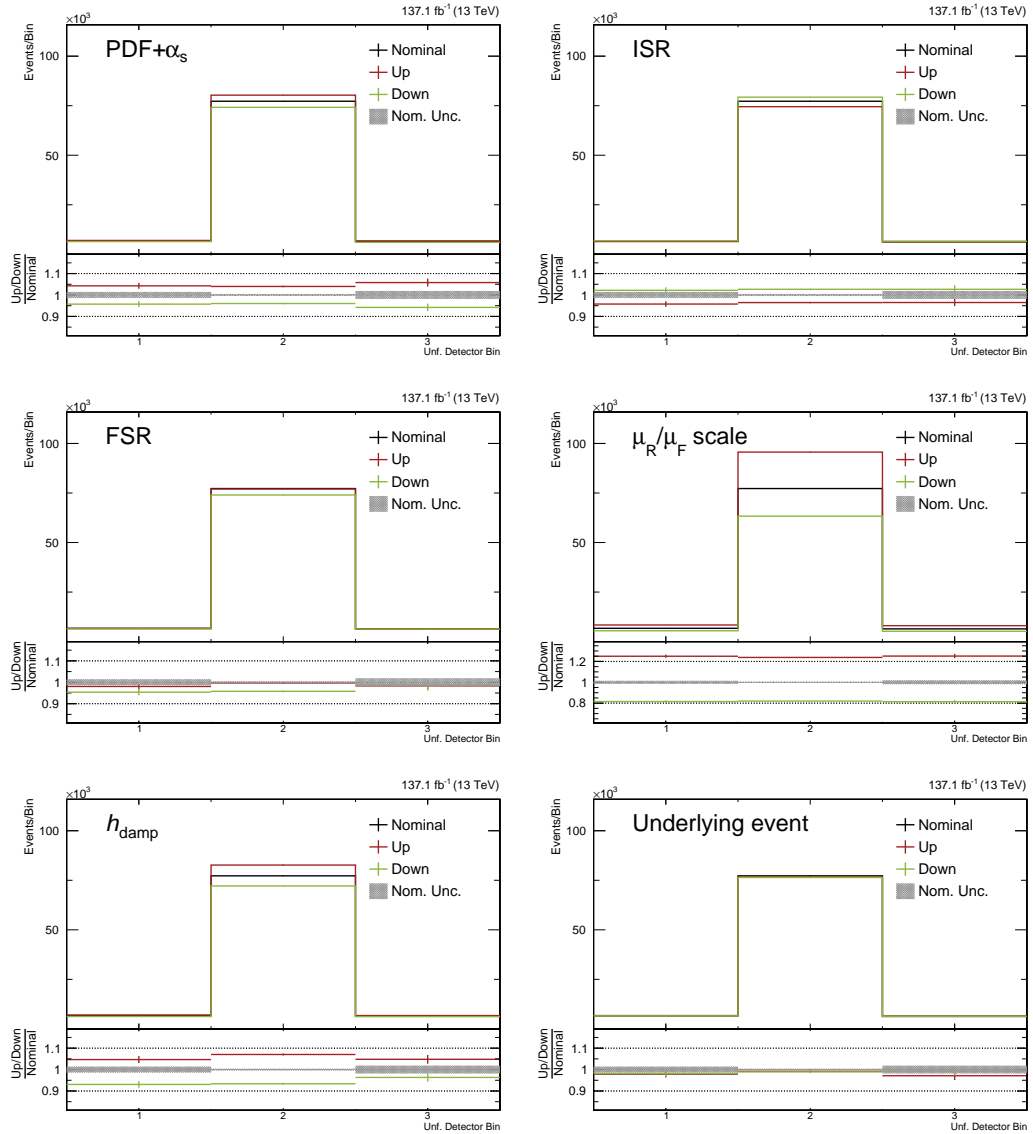 137.1 fb⁻¹ (13 TeV)
×10³
Events/Bin
PDF+αₛ
Nominal
Up
Down
Nom. Unc.
100
50
Up/Down
Nominal
1.1
1
0.9
1 2 3
Unf. Detector Bin
137.1 fb⁻¹ (13 TeV)
×10³
Events/Bin
ISR
Nominal
Up
Down
Nom. Unc.
100
50
Up/Down
Nominal
1.1
1
0.9
1 2 3
Unf. Detector Bin
137.1 fb⁻¹ (13 TeV)
×10³
Events/Bin
FSR
Nominal
Up
Down
Nom. Unc.
100
50
Up/Down
Nominal
1.1
1
0.9
1 2 3
Unf. Detector Bin
137.1 fb⁻¹ (13 TeV)
×10³
Events/Bin
μ_R/μ_F scale
Nominal
Up
Down
Nom. Unc.
100
50
Up/Down
Nominal
1.2
1
0.8
1 2 3
Unf. Detector Bin
137.1 fb⁻¹ (13 TeV)
×10³
Events/Bin
h_damp
Nominal
Up
Down
Nom. Unc.
100
50
Up/Down
Nominal
1.1
1
0.9
1 2 3
Unf. Detector Bin
137.1 fb⁻¹ (13 TeV)
×10³
Events/Bin
Underlying event
Nominal
Up
Down
Nom. Unc.
100
50
Up/Down
Nominal
1.1
1
0.9
1 2 3
Unf. Detector Bin